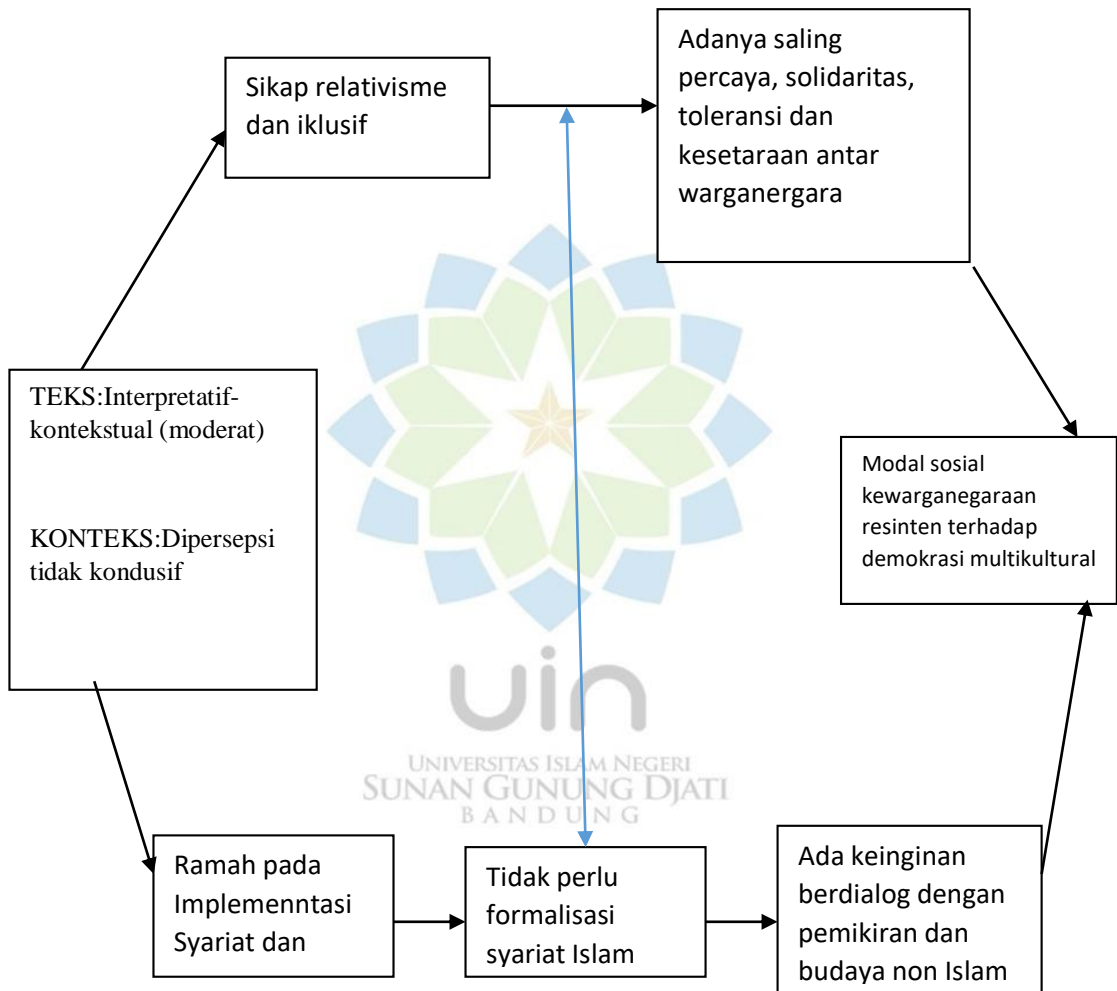 Sikap relativisme
dan iklusif
Adanya saling
percaya, solidaritas,
toleransi dan
kesetaraan antar
warganergara
TEKS:Interpretatif-
kontekstual (moderat)
KONTEKS:Dipersepsi
tidak kondusif
Modal sosial
kewarganegaraan
resinten terhadap
demokrasi multikultural
uin
UNIVERSITAS ISLAM NEGERI
SUNAN GUNUNG DJATI
BANDUNG
Ramah pada
Implemenntasi
Syariat dan
Tidak perlu
formalisasi
syariat Islam
Ada keinginan
berdialog dengan
pemikiran dan
budaya non Islam